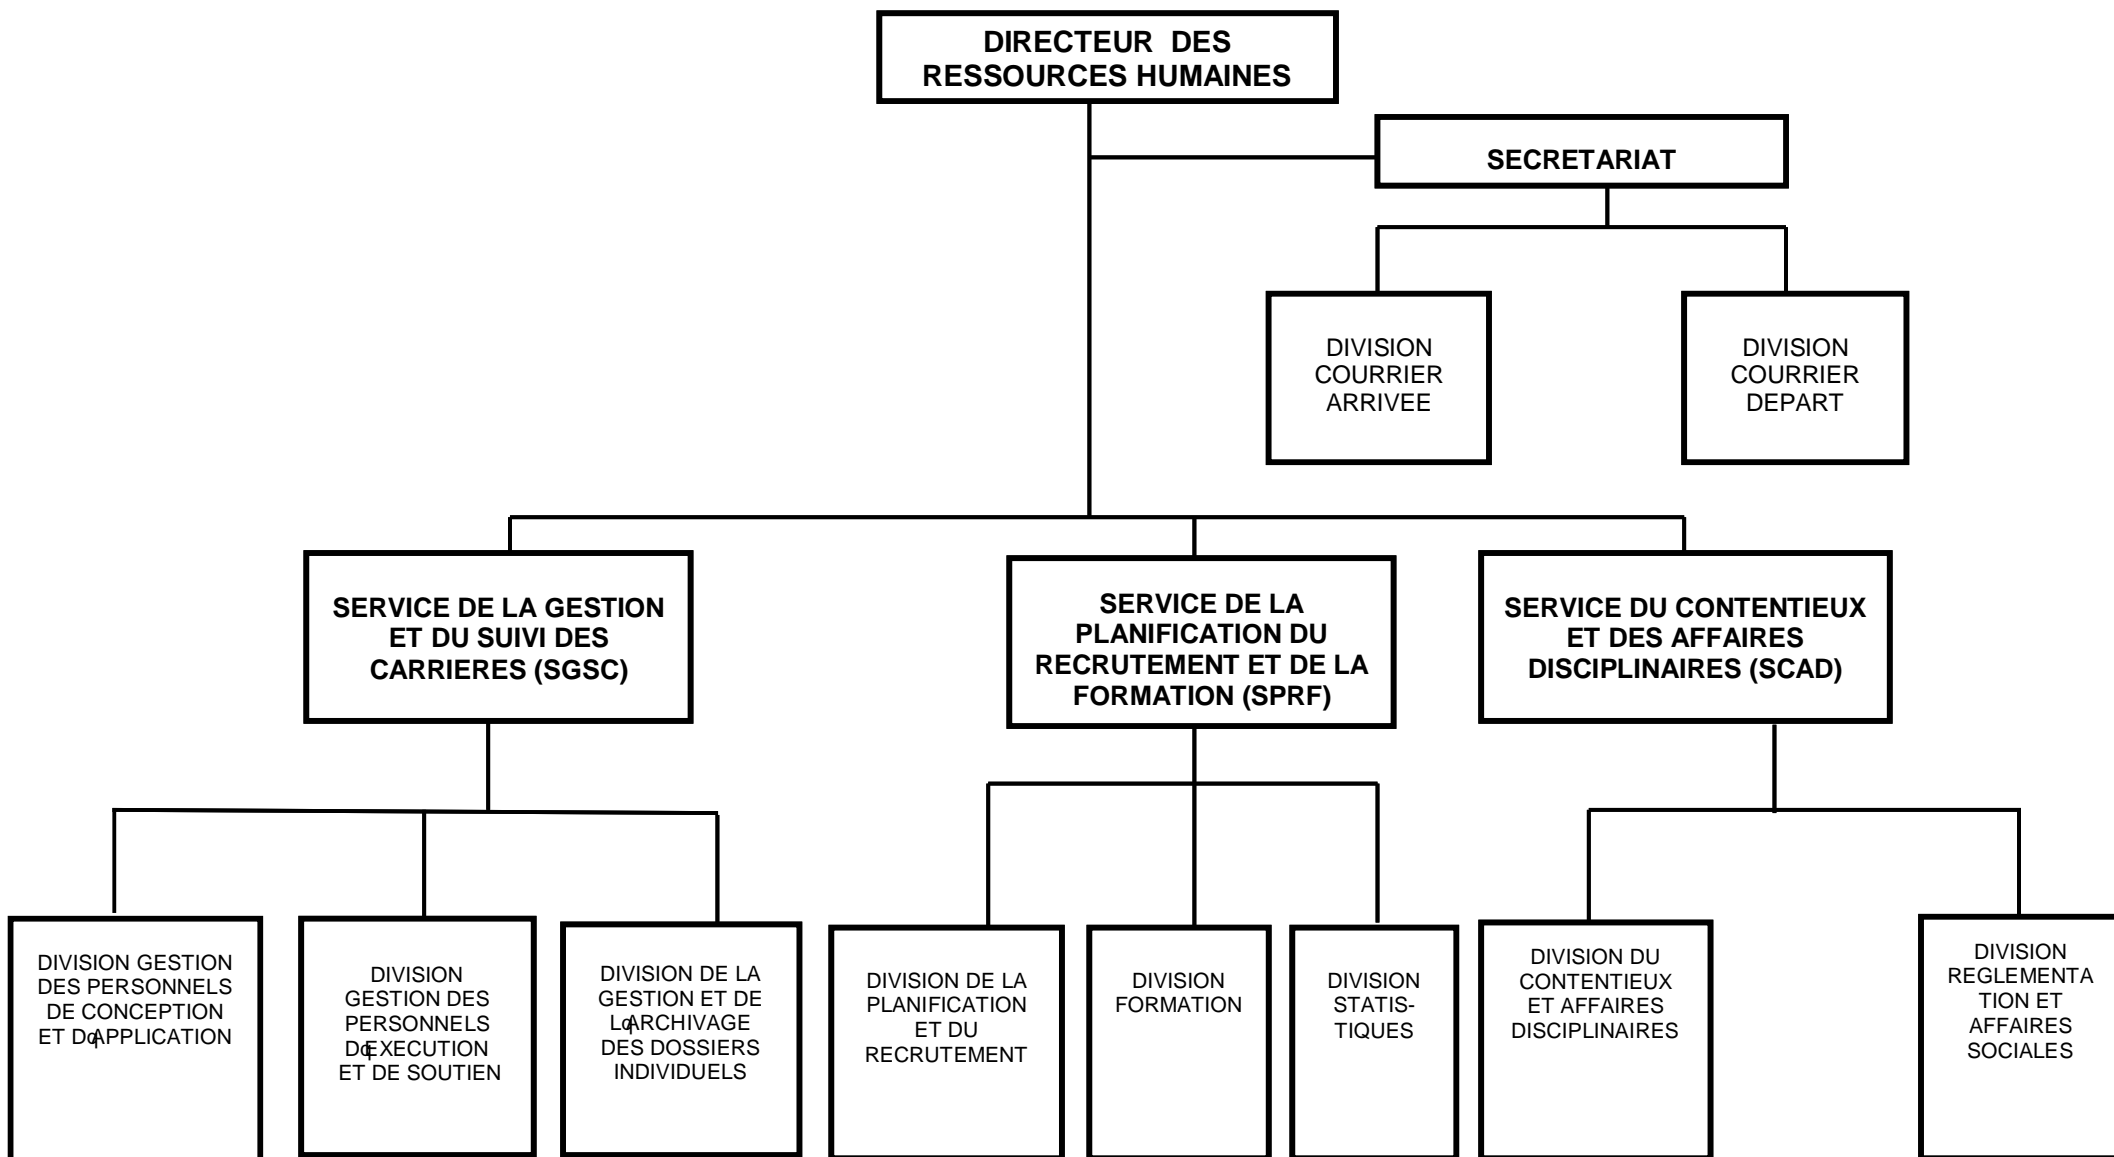 DIRECTEUR DES
RESSOURCES HUMAINES
SECRETARIAT
DIVISION
COURRIER
ARRIVEE
DIVISION
COURRIER
DEPART
SERVICE DE LA GESTION
ET DU SUIVI DES
CARRIERES (SGSC)
SERVICE DE LA
PLANIFICATION DU
RECRUTEMENT ET DE LA
FORMATION (SPRF)
SERVICE DU CONTENTIEUX
ET DES AFFAIRES
DISCIPLINAIRES (SCAD)
DIVISION GESTION
DES PERSONNELS
DE CONCEPTION
ET DqAPPLICATION
DIVISION
GESTION DES
PERSONNELS
DqEXECUTION
ET DE SOUTIEN
DIVISION DE LA
GESTION ET DE
LqARCHIVAGE
DES DOSSIERS
INDIVIDUELS
DIVISION DE LA
PLANIFICATION
ET DU
RECRUTEMENT
DIVISION
FORMATION
DIVISION
STATIS-
TIQUES
DIVISION DU
CONTENTIEUX
ET AFFAIRES
DISCIPLINAIRES
DIVISION
REGLEMENTA
TION ET
AFFAIRES
SOCIALES